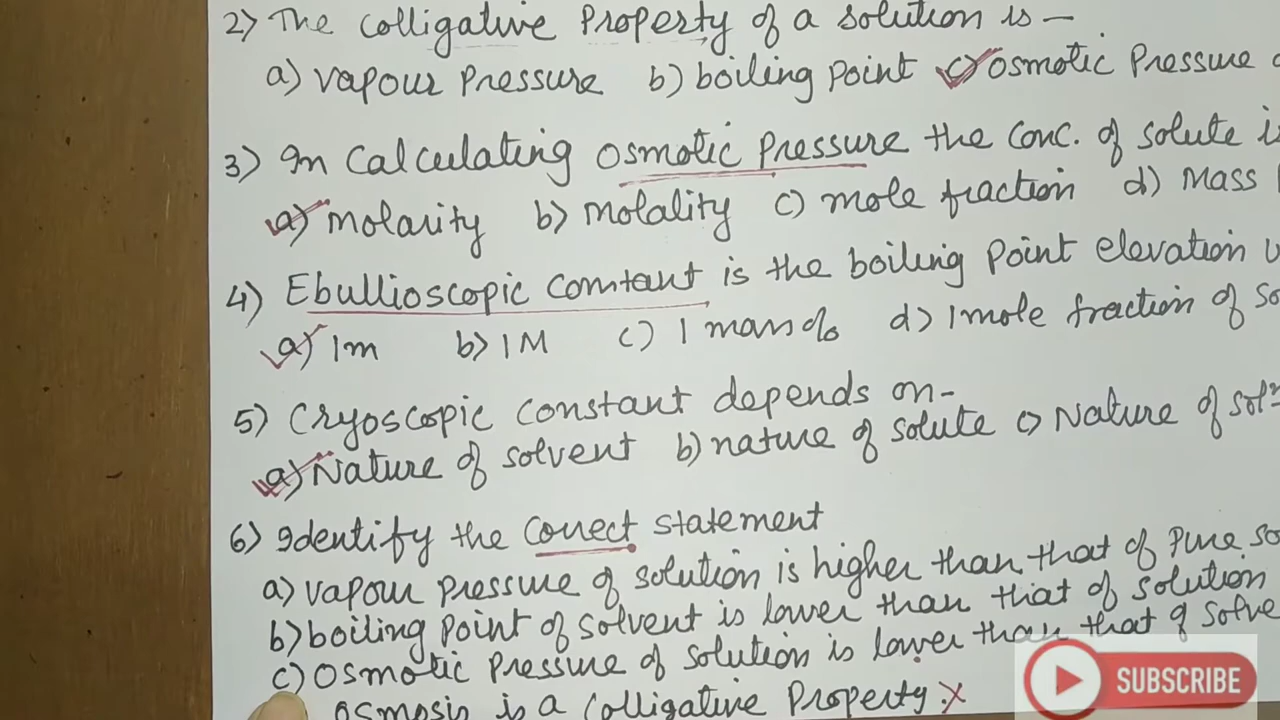 2) The colligative Property of a solution is —
a) vapour Pressure b) boiling Point c) osmotic Pressure
3) In Calculating osmotic pressure the conc. of solute is
a) molarity b) molality c) mole fraction d) Mass
4) Ebullioscopic constant is the boiling point elevation
a) 1m b) 1M c) 1 mass% d) 1mole fraction of so
5) Cryoscopic constant depends on-
a) Nature of solvent b) nature of solute c) Nature of solⁿ
6) Identify the correct statement
a) vapour pressure of solution is higher than that of Pure so
b) boiling point of solvent is lower than that of solution
c) Osmotic Pressure of solution is lower than that of solve
osmosis is a colligative Property. X
SUBSCRIBE